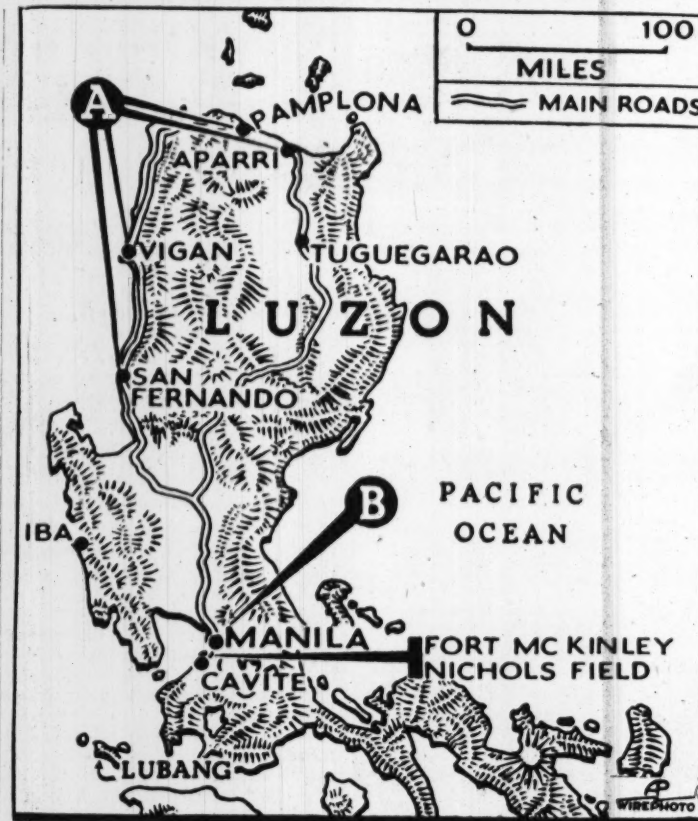 0 100
MILES
MAIN ROADS
A
PAMPLONA
APARRI
VIGAN
TUGUEGARAO
LUZON
SAN
FERNANDO
B
PACIFIC
OCEAN
IBA
MANILA
FORT MC KINLEY
NICHOLS FIELD
CAVITE
LUBANG
AP
WIREPHOTO